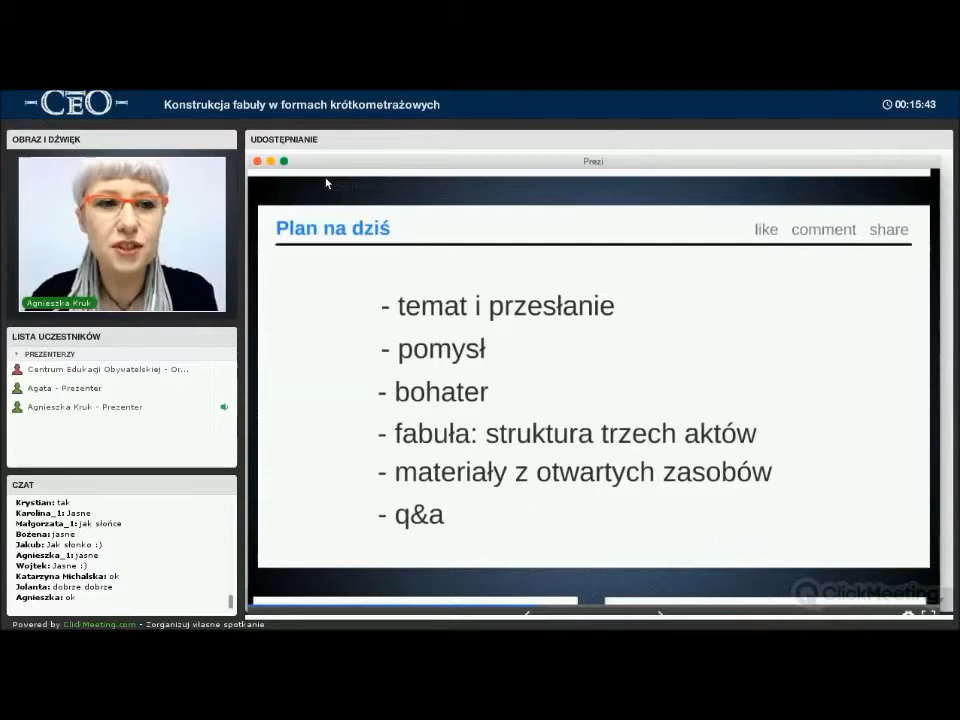 CEO
Konstrukcja fabuły w formach krótkometrażowych
00:15:43
OBRAZ I DŹWIĘK
UDOSTĘPNIANIE
Prezi
Agnieszka Kruk
Plan na dziś
like comment share
- temat i przesłanie
- pomysł
- bohater
- fabuła: struktura trzech aktów
- materiały z otwartych zasobów
- q&a
LISTA UCZESTNIKÓW
PREZENTERZY
Centrum Edukacji Obywatelskiej - Or...
Agata - Prezenter
Agnieszka Kruk - Prezenter
CZAT
Krystian: tak
Karolina_1: Jasne
Małgorzata_1: jak słońce
Bożena: jasne
Jakub: Jak słonko :)
Agnieszka_1: jasne
Wojtek: Jasne :)
Katarzyna Michalska: ok
Jolanta: dobrze dobrze
Agnieszka: ok
ClickMeeting
Powered by ClickMeeting.com - Zorganizuj własne spotkanie